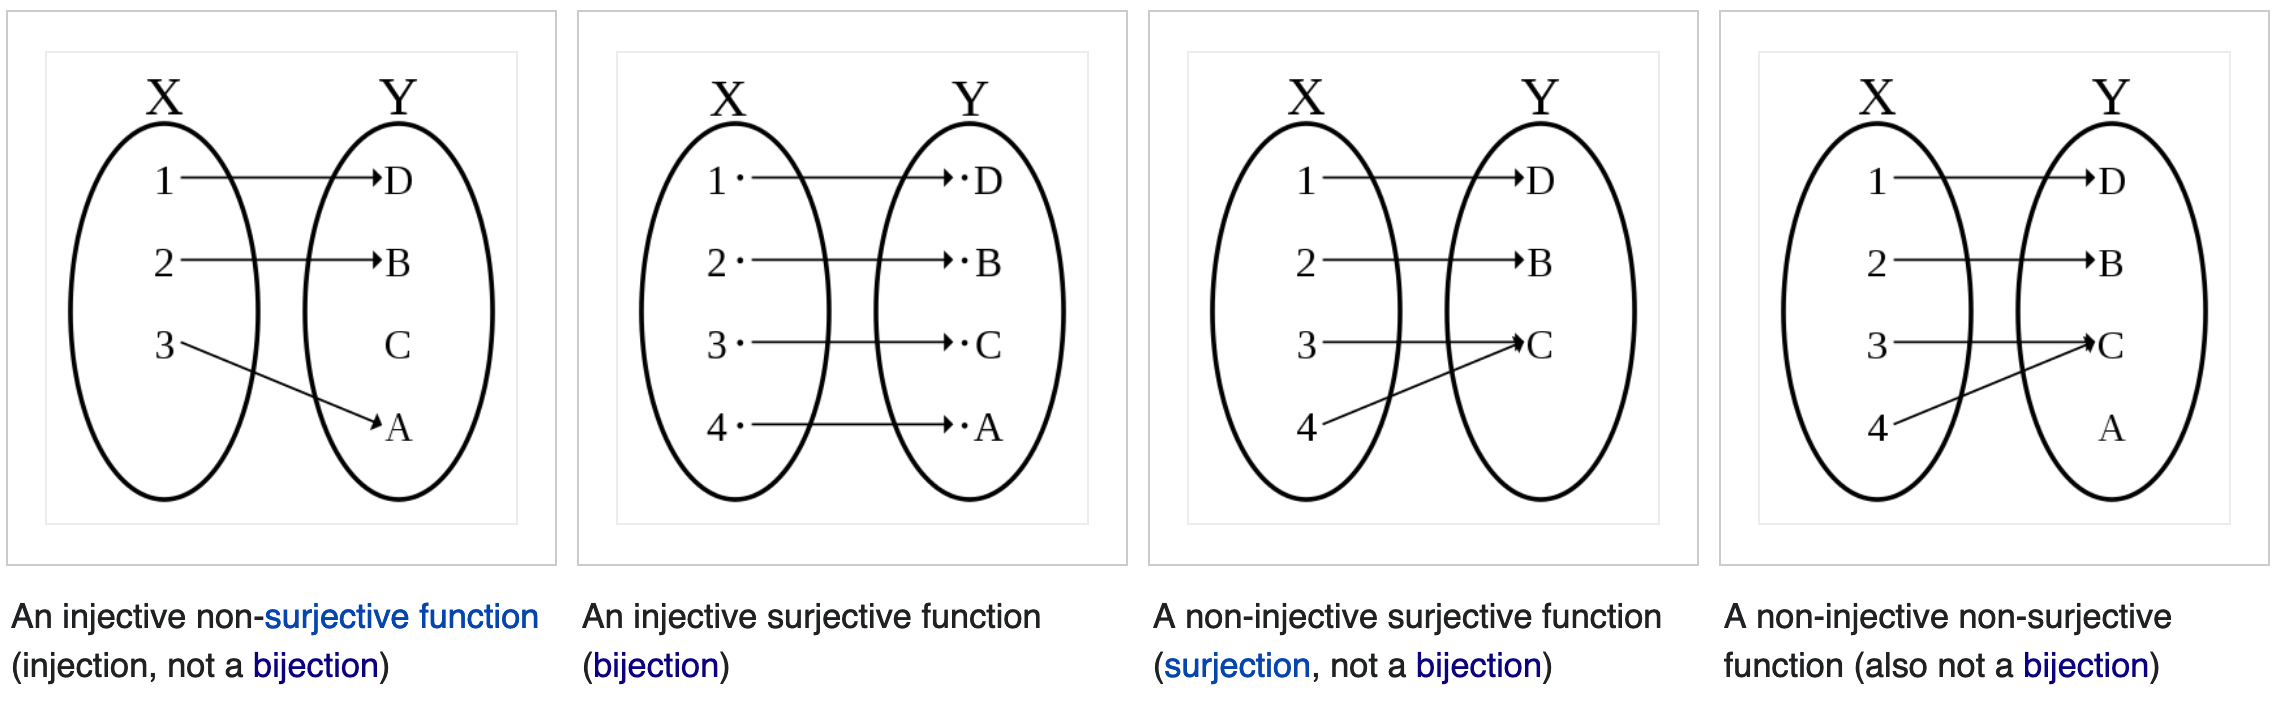 X Y
1 D
2 B
3 C
A
An injective non-surjective function
(injection, not a bijection)
X Y
1 · · D
2 · · B
3 · · C
4 · · A
An injective surjective function
(bijection)
X Y
1 D
2 B
3 C
4
A non-injective surjective function
(surjection, not a bijection)
X Y
1 D
2 B
3 C
4 A
A non-injective non-surjective
function (also not a bijection)